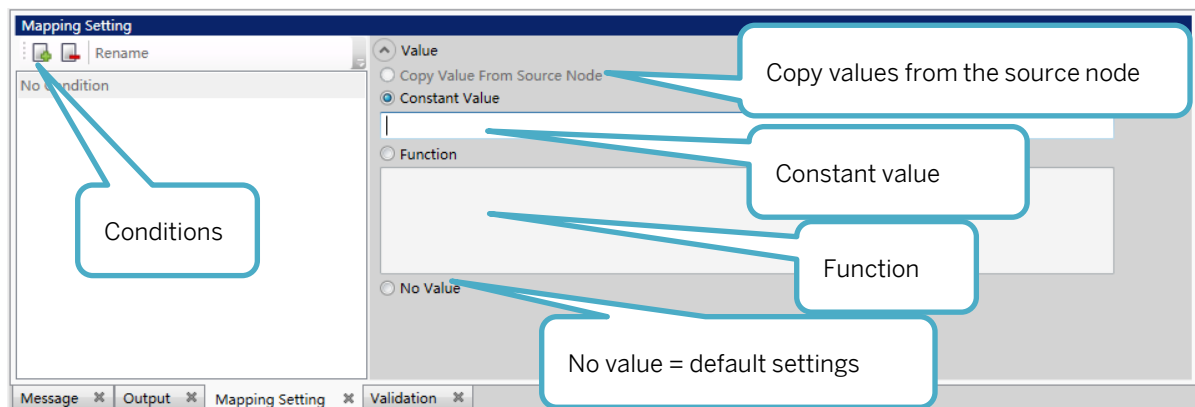 Mapping Setting
Rename
No Condition
Value
Copy Value From Source Node
Constant Value
Function
No Value
Copy values from the source node
Constant value
Function
No value = default settings
Conditions
Message
Output
Mapping Setting
Validation